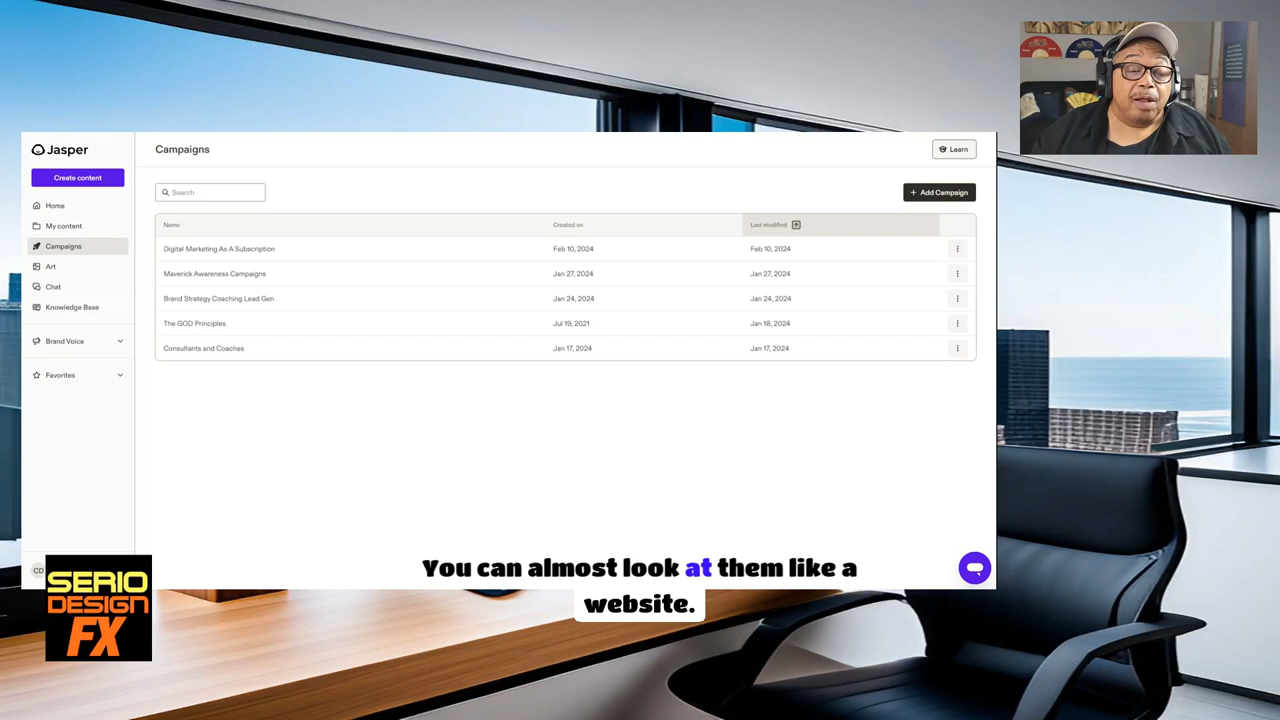 Jasper
Campaigns
Learn
Create content
Search
+ Add Campaign
Home
My content
Campaigns
Art
Chat
Knowledge Base
Brand Voice
Favorites
Name Created on Last modified
Digital Marketing As A Subscription Feb 10, 2024 Feb 10, 2024
Maverick Awareness Campaigns Jan 27, 2024 Jan 27, 2024
Brand Strategy Coaching Lead Gen Jan 24, 2024 Jan 24, 2024
The GOD Principles Jul 19, 2021 Jan 18, 2024
Consultants and Coaches Jan 17, 2024 Jan 17, 2024
CD
SERIO
DESIGN
FX
You can almost look at them like a
website.